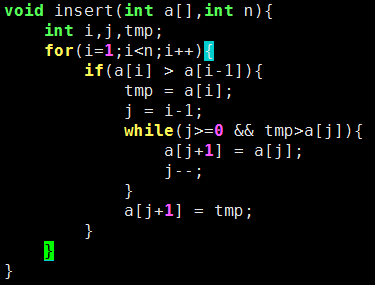 void insert(int a[],int n){
    int i,j,tmp;
    for(i=1;i<n;i++){
        if(a[i] > a[i-1]){
            tmp = a[i];
            j = i-1;
            while(j>=0 && tmp>a[j]){
                a[j+1] = a[j];
                j--;
            }
            a[j+1] = tmp;
        }
    }
}